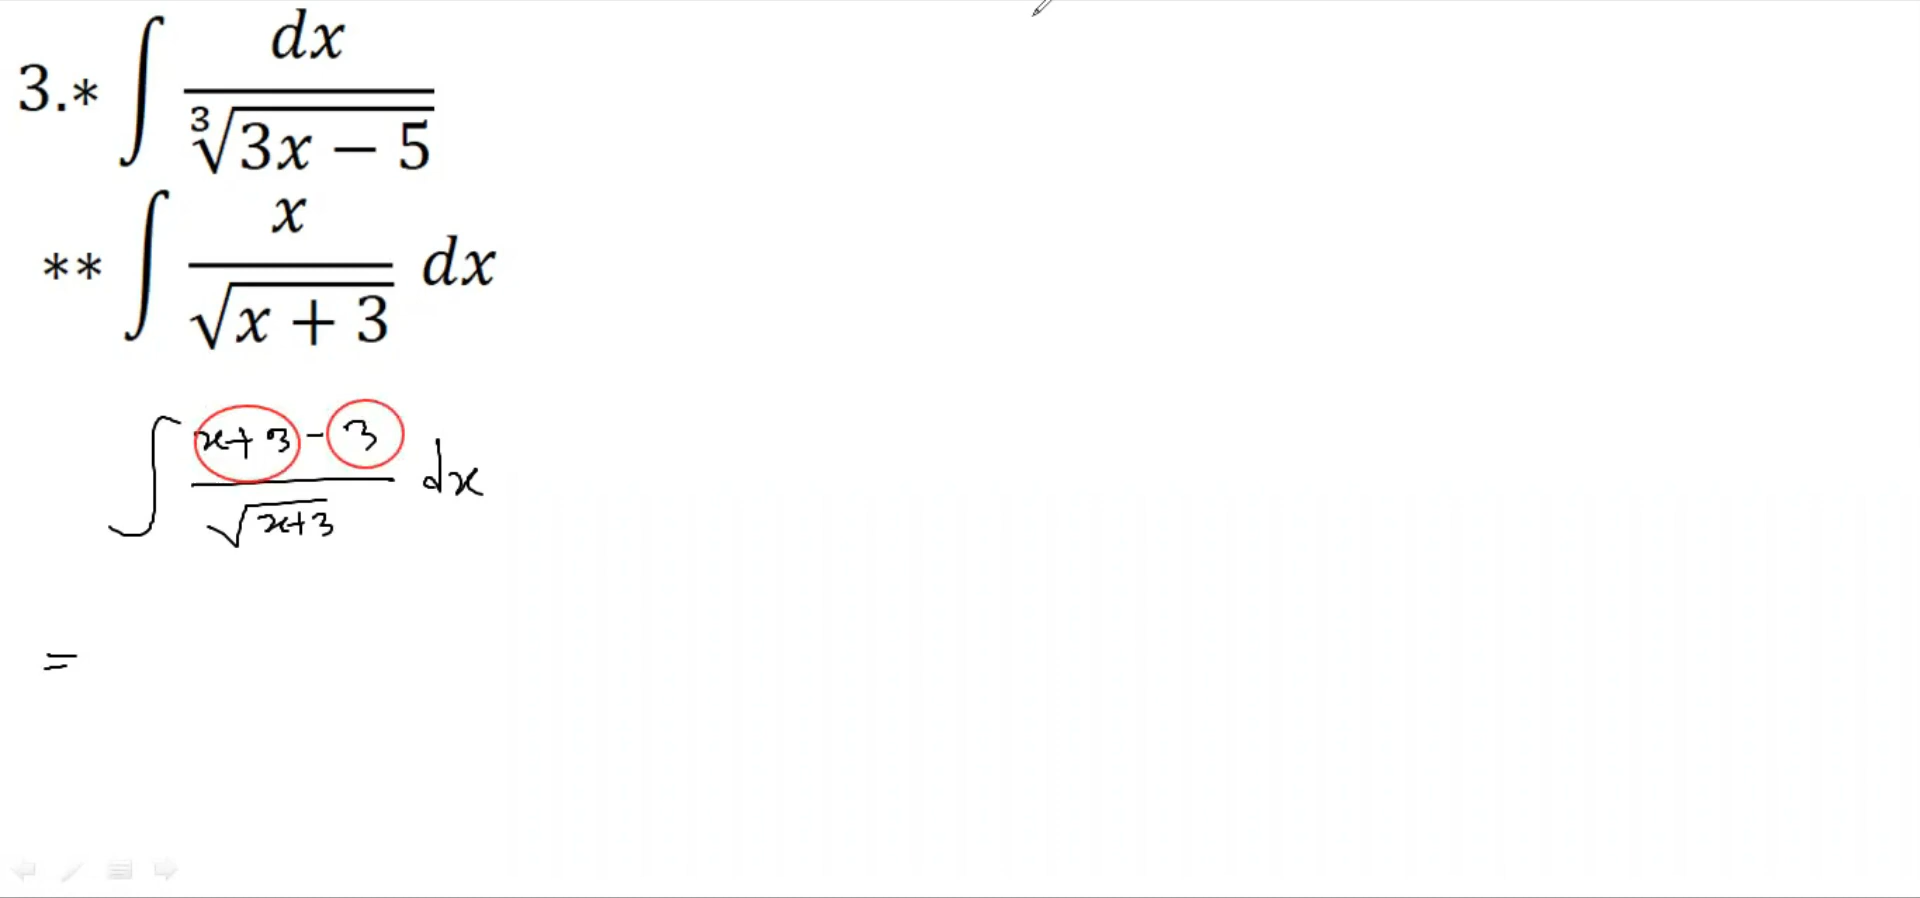 3.* ∫ dx / ∛(3x − 5)
** ∫ x / √(x + 3) dx
∫ (x+3 - 3) / √(x+3) dx
=